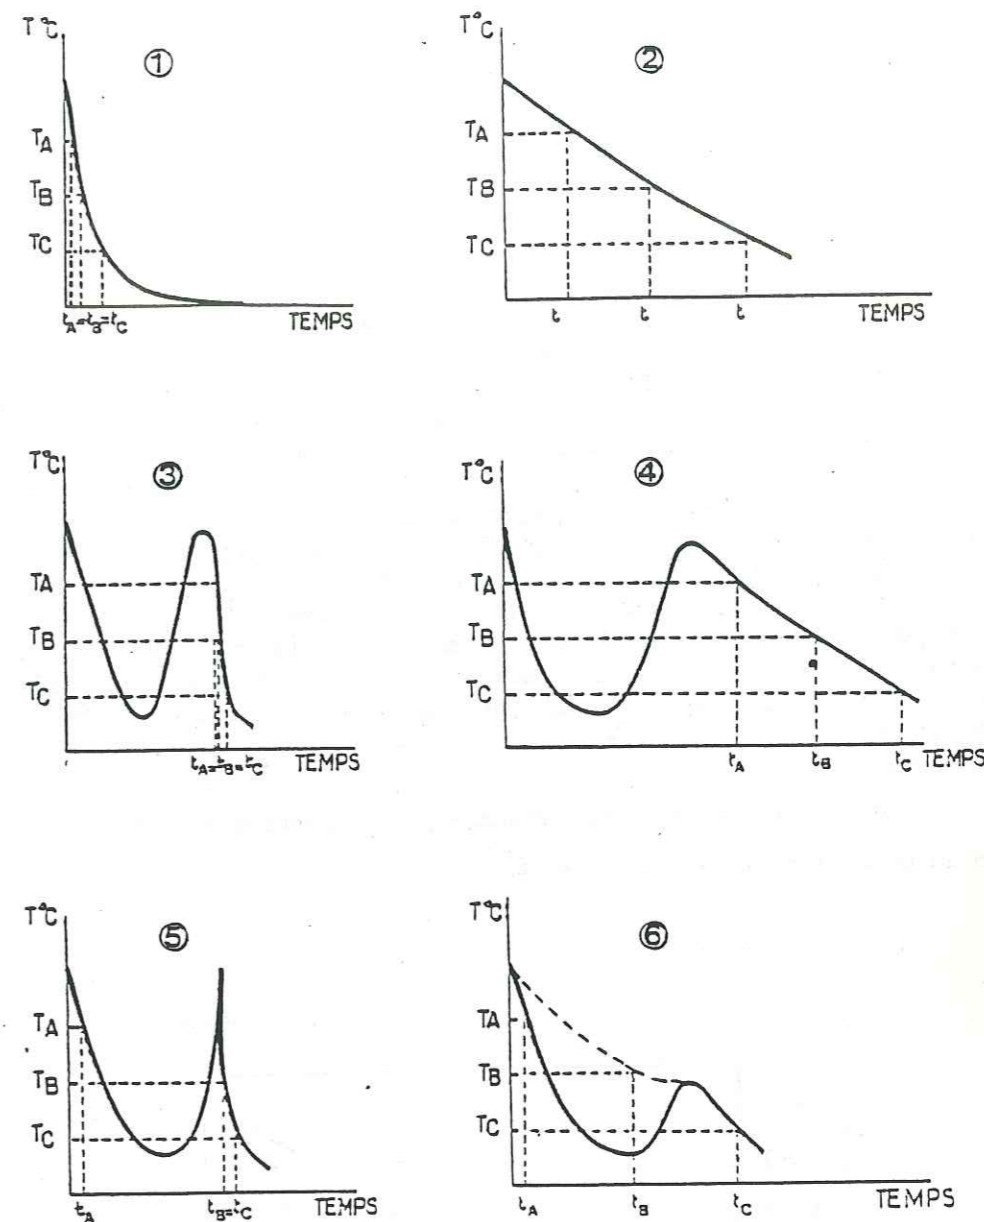 T°C
①
TA
TB
TC
tA=tB=tC
TEMPS
T°C
②
TA
TB
TC
t
t
t
TEMPS
T°C
③
TA
TB
TC
tA=tB=tC
TEMPS
T°C
④
TA
TB
TC
tA
tB
tC
TEMPS
T°C
⑤
TA
TB
TC
tA
tB=tC
TEMPS
T°C
⑥
TA
TB
TC
tA
tB
tC
TEMPS